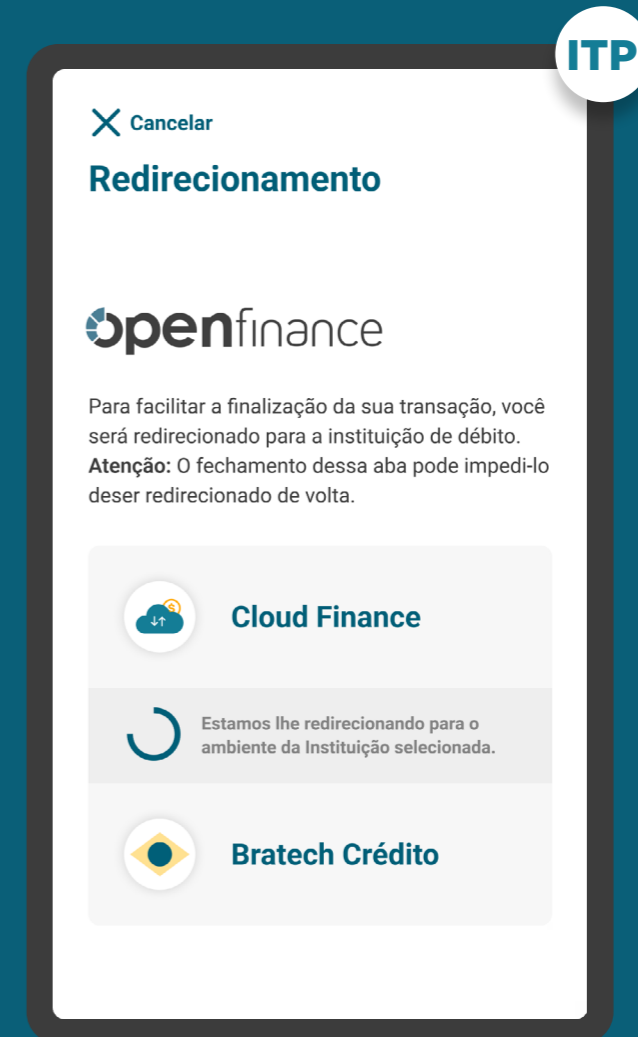 ITP
Cancelar
Redirecionamento
openfinance
Para facilitar a finalização da sua transação, você
será redirecionado para a instituição de débito.
Atenção: O fechamento dessa aba pode impedi-lo
deser redirecionado de volta.
$
Cloud Finance
Estamos lhe redirecionando para o
ambiente da Instituição selecionada.
Bratech Crédito